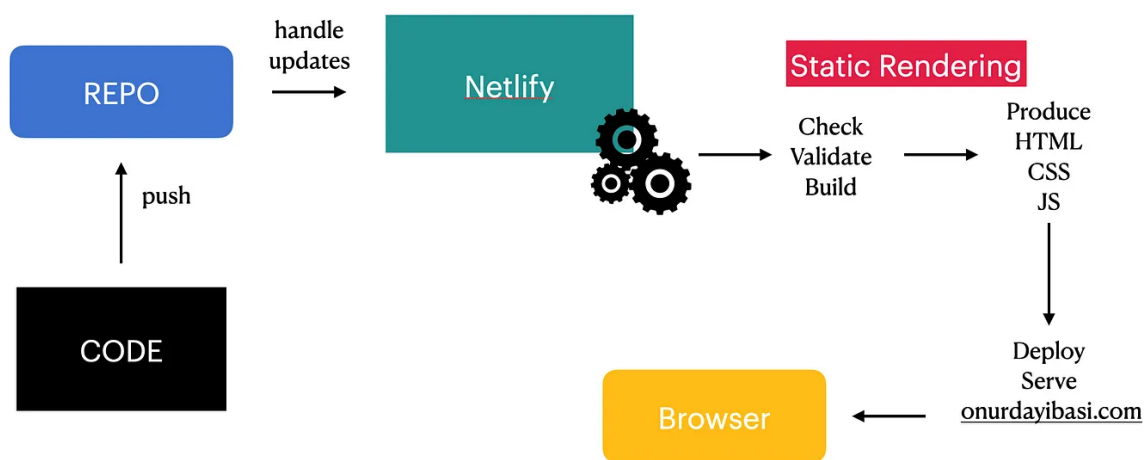 CODE
push
REPO
handle
updates
Netlify
Static Rendering
Check
Validate
Build
Produce
HTML
CSS
JS
Deploy
Serve
onurdayibasi.com
Browser